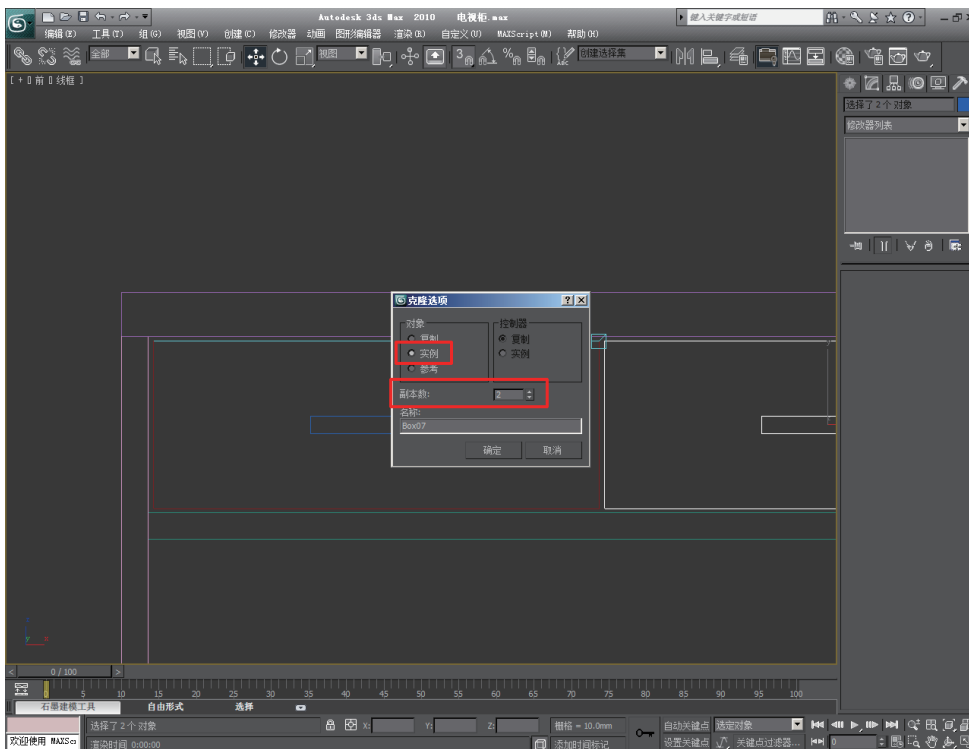 Autodesk 3ds Max 2010 电视柜.max
键入关键字或短语
编辑(E) 工具(T) 组(G) 视图(V) 创建(C) 修改器 动画 图形编辑器 渲染(R) 自定义(U) MAXScript(M) 帮助(H)
全部 视图 创建选择集
[ + 0 前 0 线框 ]
选择了 2 个 对象
修改器列表
克隆选项
对象
复制
实例
参考
控制器
复制
实例
副本数: 2
名称:
Box07
确定 取消
y x
< 0 / 100 >
0 5 10 15 20 25 30 35 40 45 50 55 60 65 70 75 80 85 90 95 100
石墨建模工具 自由形式 选择
选择了 2 个 对象 X: Y: Z: 栅格 = 10.0mm 自动关键点 选定对象
欢迎使用 MAXSc 渲染时间 0:00:00 添加时间标记 设置关键点 关键点过滤器... 0